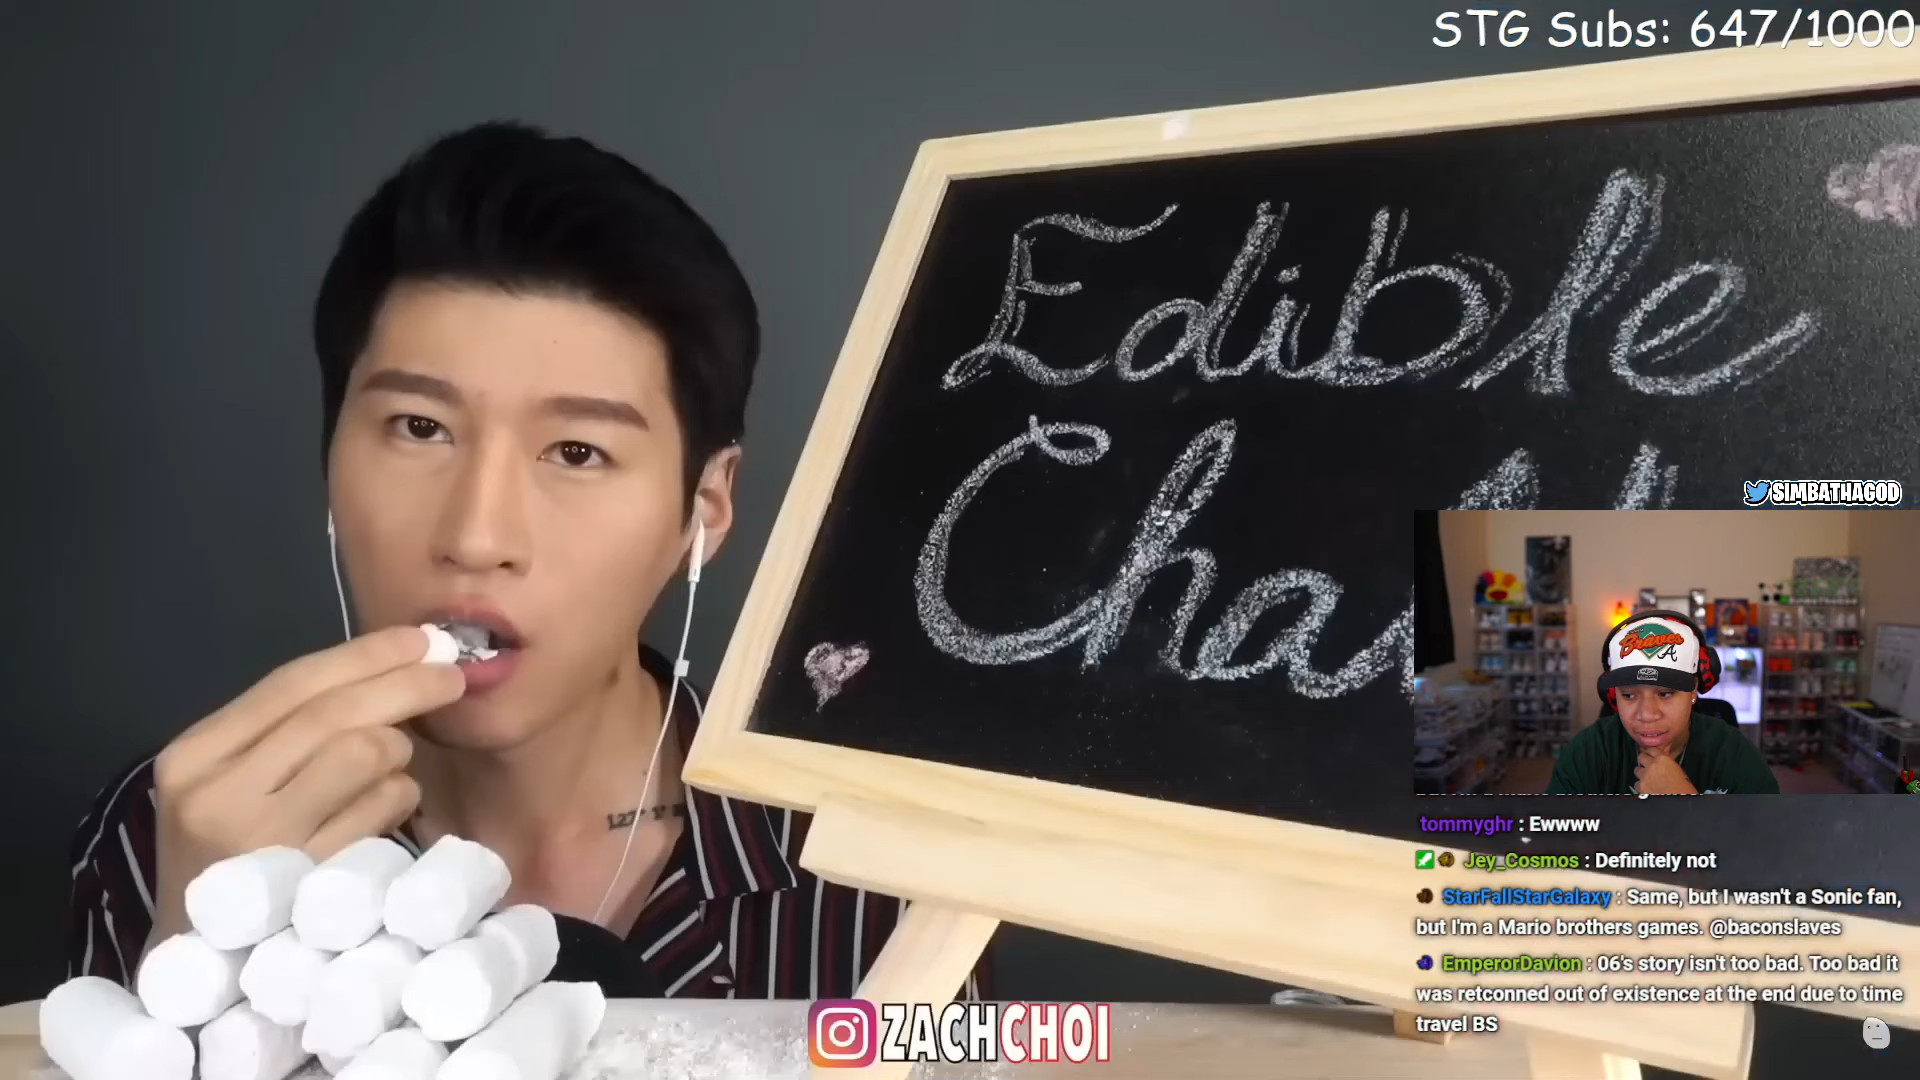 STG Subs: 647/1000
Edible
SIMBATHAGOD
Braves
A
tommyghr : Ewwww
Jey_Cosmos : Definitely not
StarFallStarGalaxy : Same, but I wasn't a Sonic fan,
but I'm a Mario brothers games. @baconslaves
EmperorDavion : 06's story isn't too bad. Too bad it
was retconned out of existence at the end due to time
travel BS
ZACHCHOI